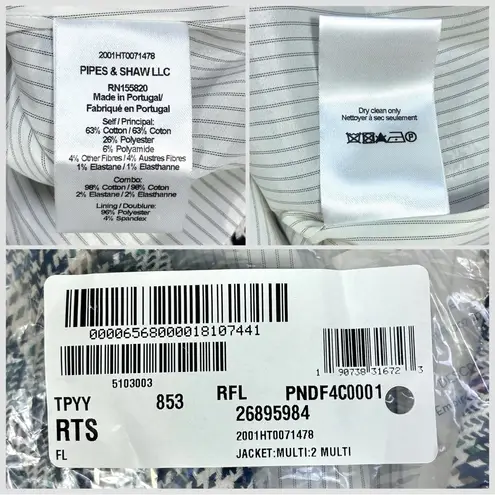 2001HT0071478
PIPES & SHAW LLC
RN155820
Made in Portugal/
Fabriqué en Portugal
Self / Principal:
63% Cotton / 63% Coton
26% Polyester
6% Polyamide
4% Other Fibres / 4% Autres Fibres
1% Elastane / 1% Elasthanne
Combo:
98% Cotton / 98% Coton
2% Elastane / 2% Elasthanne
Lining / Doublure:
96% Polyester
4% Spandex
Dry clean only
Nettoyer à sec seulement
00006568000018107441
5103003
1 90738 31672 3
TPYY 853 RFL PNDF4C0001
RTS 26895984
2001HT0071478
FL JACKET:MULTI:2 MULTI